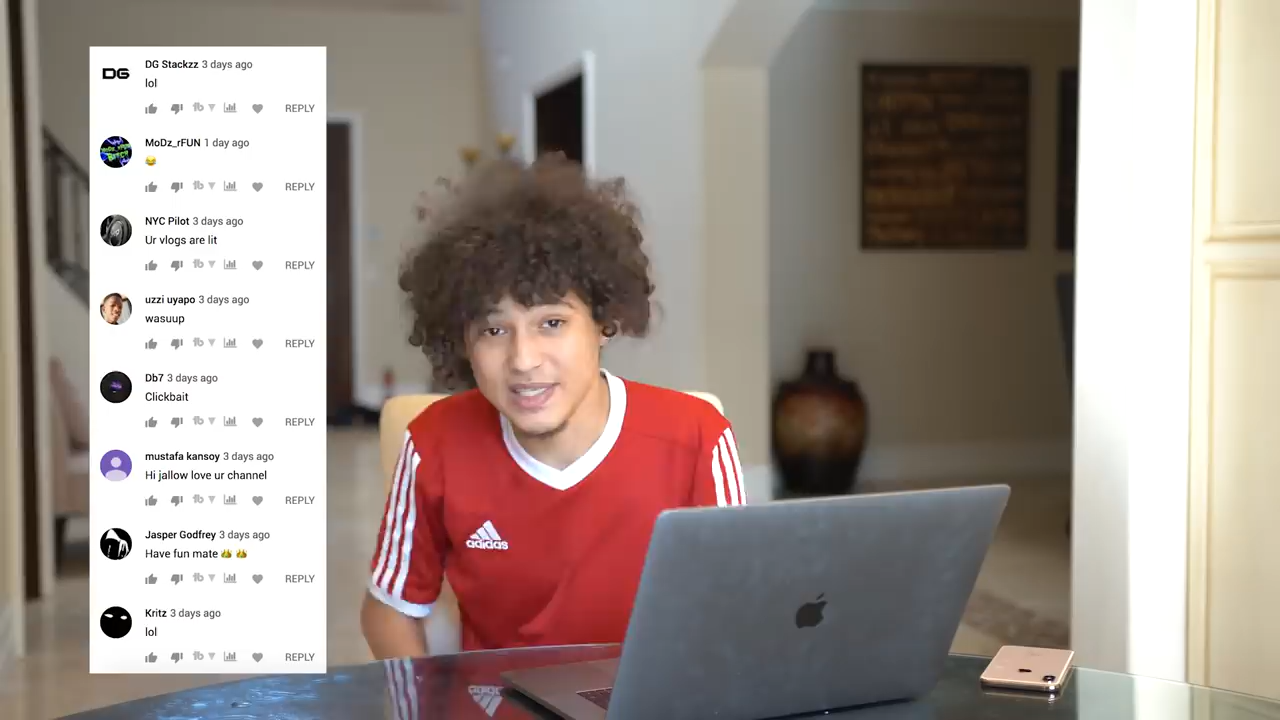 DG
DG Stackzz 3 days ago
lol
REPLY
MoDz_rFUN 1 day ago
😂
REPLY
NYC Pilot 3 days ago
Ur vlogs are lit
REPLY
uzzi uyapo 3 days ago
wasuup
REPLY
Db7 3 days ago
Clickbait
REPLY
mustafa kansoy 3 days ago
Hi jallow love ur channel
REPLY
Jasper Godfrey 3 days ago
Have fun mate
REPLY
Kritz 3 days ago
lol
REPLY
adidas